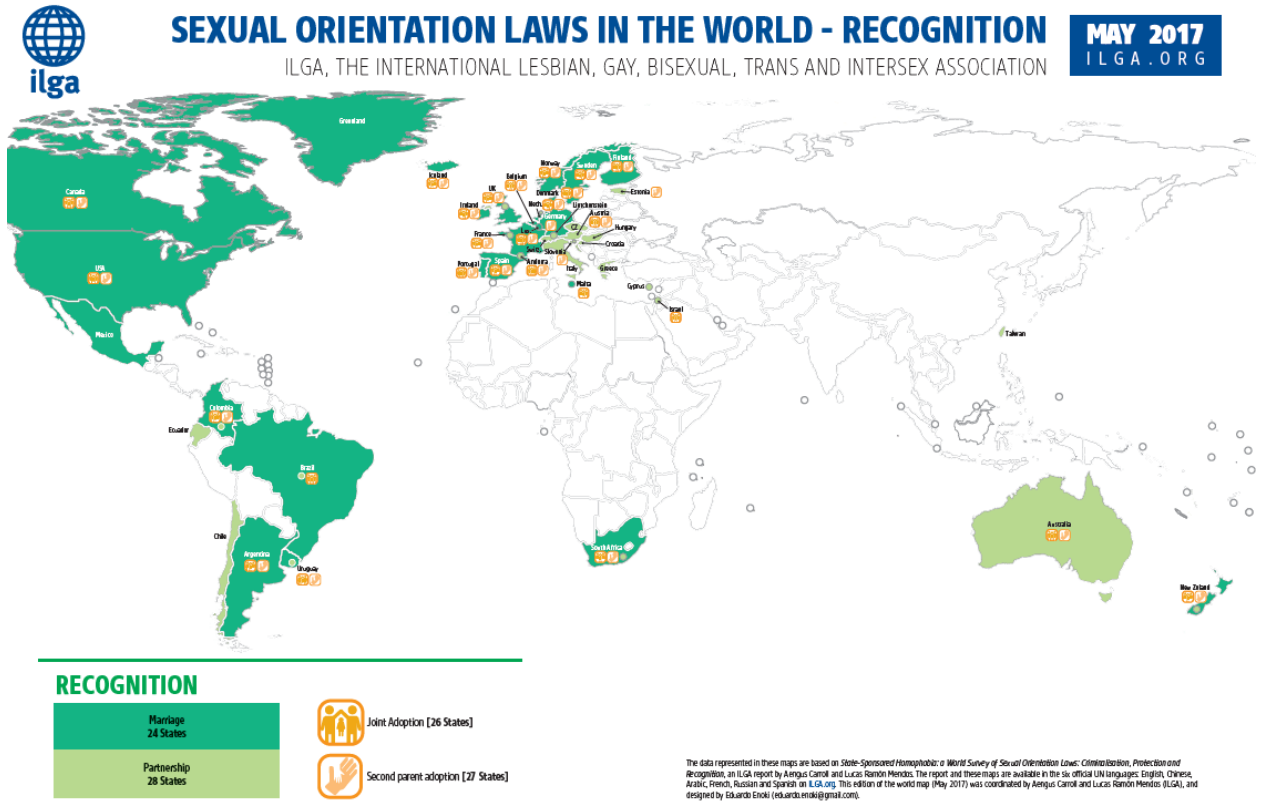 ilga
SEXUAL ORIENTATION LAWS IN THE WORLD - RECOGNITION
ILGA, THE INTERNATIONAL LESBIAN, GAY, BISEXUAL, TRANS AND INTERSEX ASSOCIATION
MAY 2017
ILGA.ORG
Greenland
Canada
USA
Mexico
Iceland
Norway
Sweden
Finland
Belgium
UK
Denmark
Estonia
Ireland
Neth.
Germany
Liechenstein
Austria
France
Lux.
CZ
Hungary
Croatia
Slovenia
Portugal
Spain
Andorra
Italy
Greece
Malta
Cyprus
Israel
Taiwan
Colombia
Ecuador
Brazil
Chile
Argentina
Uruguay
South Africa
Australia
New Zeland
RECOGNITION
Marriage
24 States
Partnership
28 States
Joint Adoption [26 States]
Second parent adoption [27 States]
The data represented in these maps are based on State-Sponsored Homophobia: a World Survey of Sexual Orientation Laws: Criminalisation, Protection and
Recognition, an ILGA report by Aengus Carroll and Lucas Ramón Mendos. The report and these maps are available in the six official UN languages: English, Chinese,
Arabic, French, Russian and Spanish on ILGA.org. This edition of the world map (May 2017) was coordinated by Aengus Carroll and Lucas Ramón Mendos (ILGA), and
designed by Eduardo Enoki (eduardo.enoki@gmail.com).